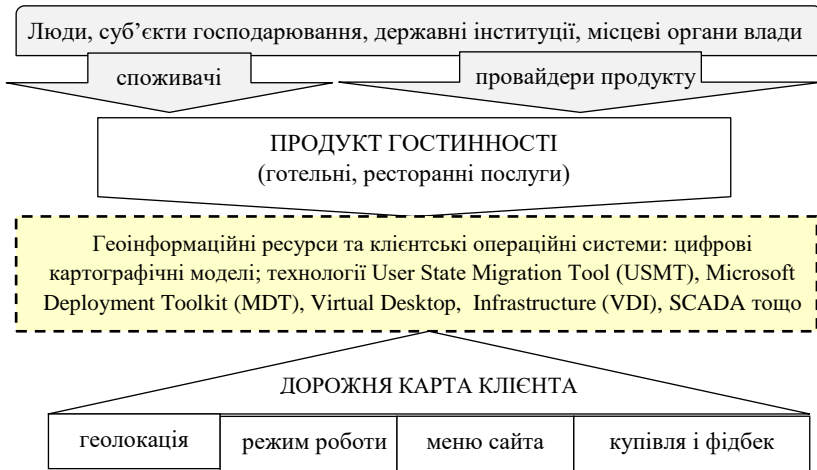 Люди, суб’єкти господарювання, державні інституції, місцеві органи влади
споживачі
провайдери продукту
ПРОДУКТ ГОСТИННОСТІ
(готельні, ресторанні послуги)
Геоінформаційні ресурси та клієнтські операційні системи: цифрові
картографічні моделі; технології User State Migration Tool (USMT), Microsoft
Deployment Toolkit (MDT), Virtual Desktop, Infrastructure (VDI), SCADA тощо
ДОРОЖНЯ КАРТА КЛІЄНТА
геолокація
режим роботи
меню сайта
купівля і фідбек